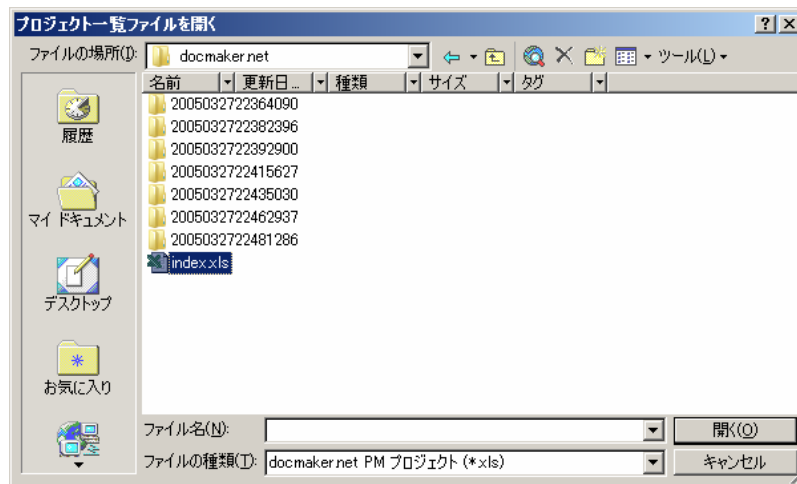 プロジェクト一覧ファイルを開く
ファイルの場所(I): docmaker.net ツール(L)
名前 更新日... 種類 サイズ タグ
2005032722364090
2005032722382396
2005032722392900
2005032722415627
2005032722435030
2005032722462937
2005032722481286
index.xls
履歴
マイ ドキュメント
デスクトップ
お気に入り
ファイル名(N): 開く(O)
ファイルの種類(T): docmaker.net PM プロジェクト (*.xls) キャンセル